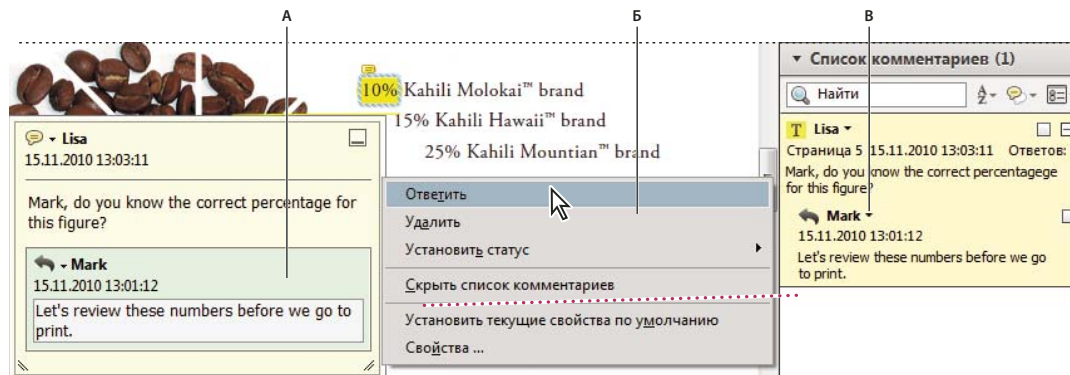 А
Б
В
10% Kahili Molokai™ brand
15% Kahili Hawaii™ brand
25% Kahili Mountian™ brand
Lisa
15.11.2010 13:03:11
Mark, do you know the correct percentage for
this figure?
Mark
15.11.2010 13:01:12
Let's review these numbers before we go to
print.
Ответить
Удалить
Установить статус
Скрыть список комментариев
Установить текущие свойства по умолчанию
Свойства ...
Список комментариев (1)
Найти
T Lisa
Страница 5 15.11.2010 13:03:11 Ответов:
Mark, do you know the correct percentagege
for this figure?
Mark
15.11.2010 13:01:12
Let's review these numbers before we go
to print.